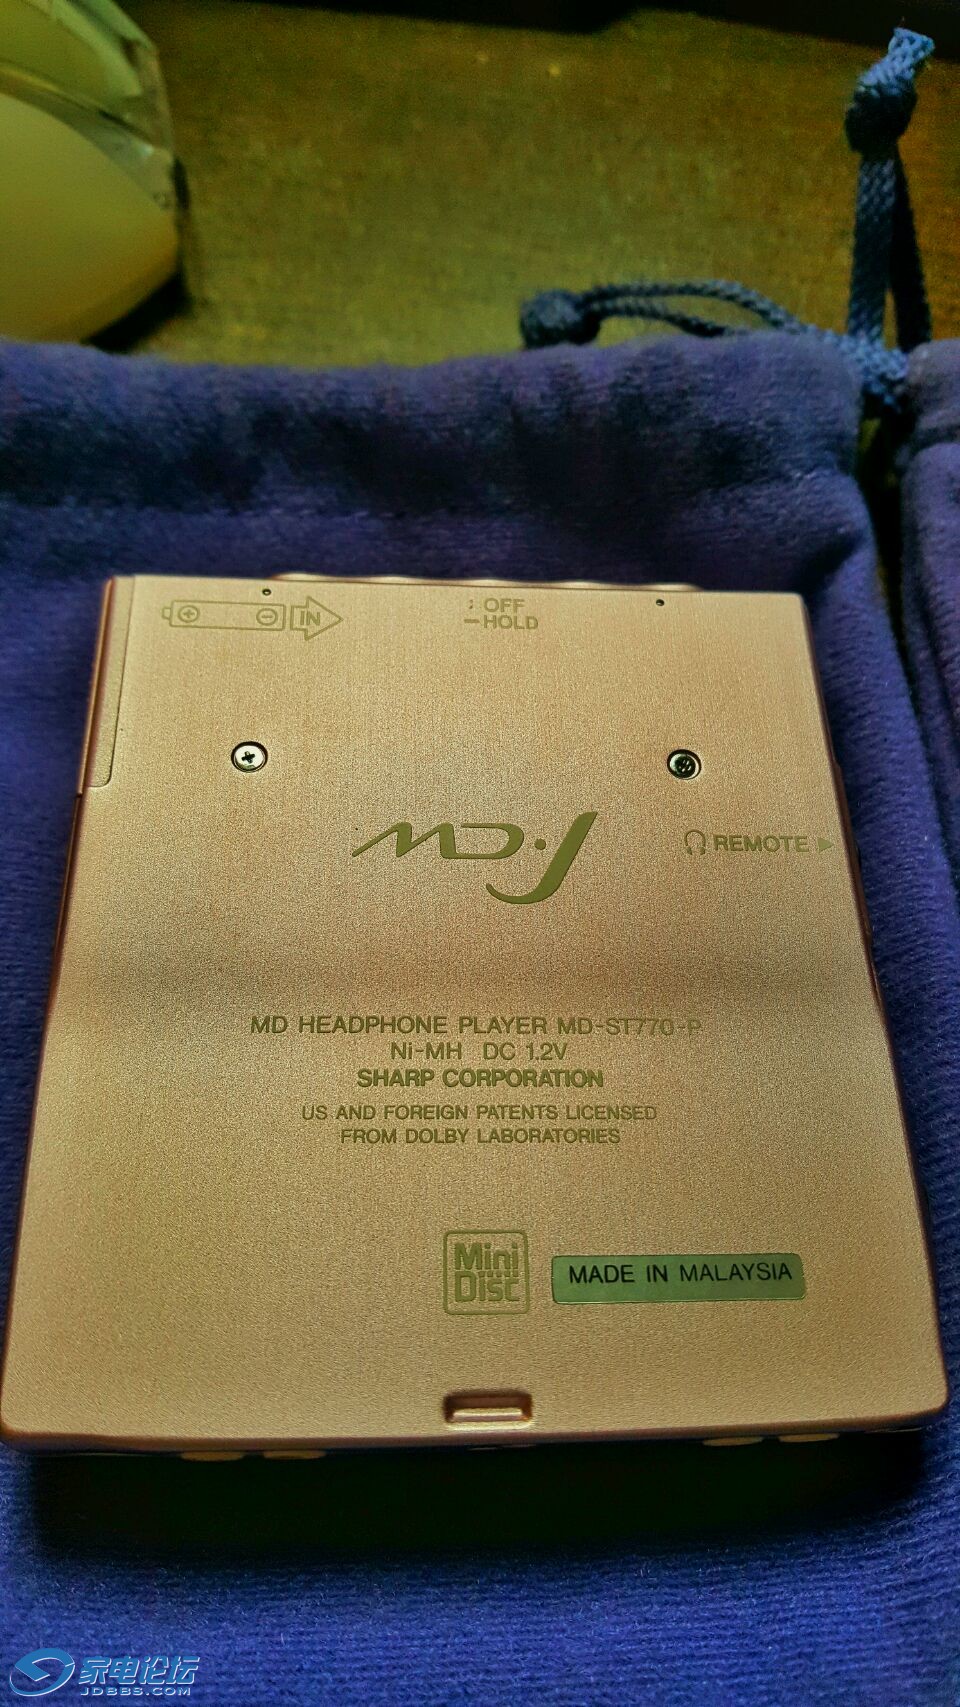 IN
OFF
HOLD
MD·J
REMOTE
MD HEADPHONE PLAYER MD-ST770-P
Ni-MH DC 1.2V
SHARP CORPORATION
US AND FOREIGN PATENTS LICENSED
FROM DOLBY LABORATORIES
Mini
Disc
MADE IN MALAYSIA
家电论坛
JDBBS.COM